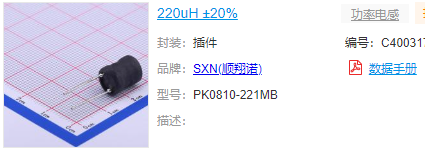 220uH ±20%
功率电感
封装: 插件
编号: C400317
品牌: SXN(顺翔诺)
数据手册
型号: PK0810-221MB
描述: